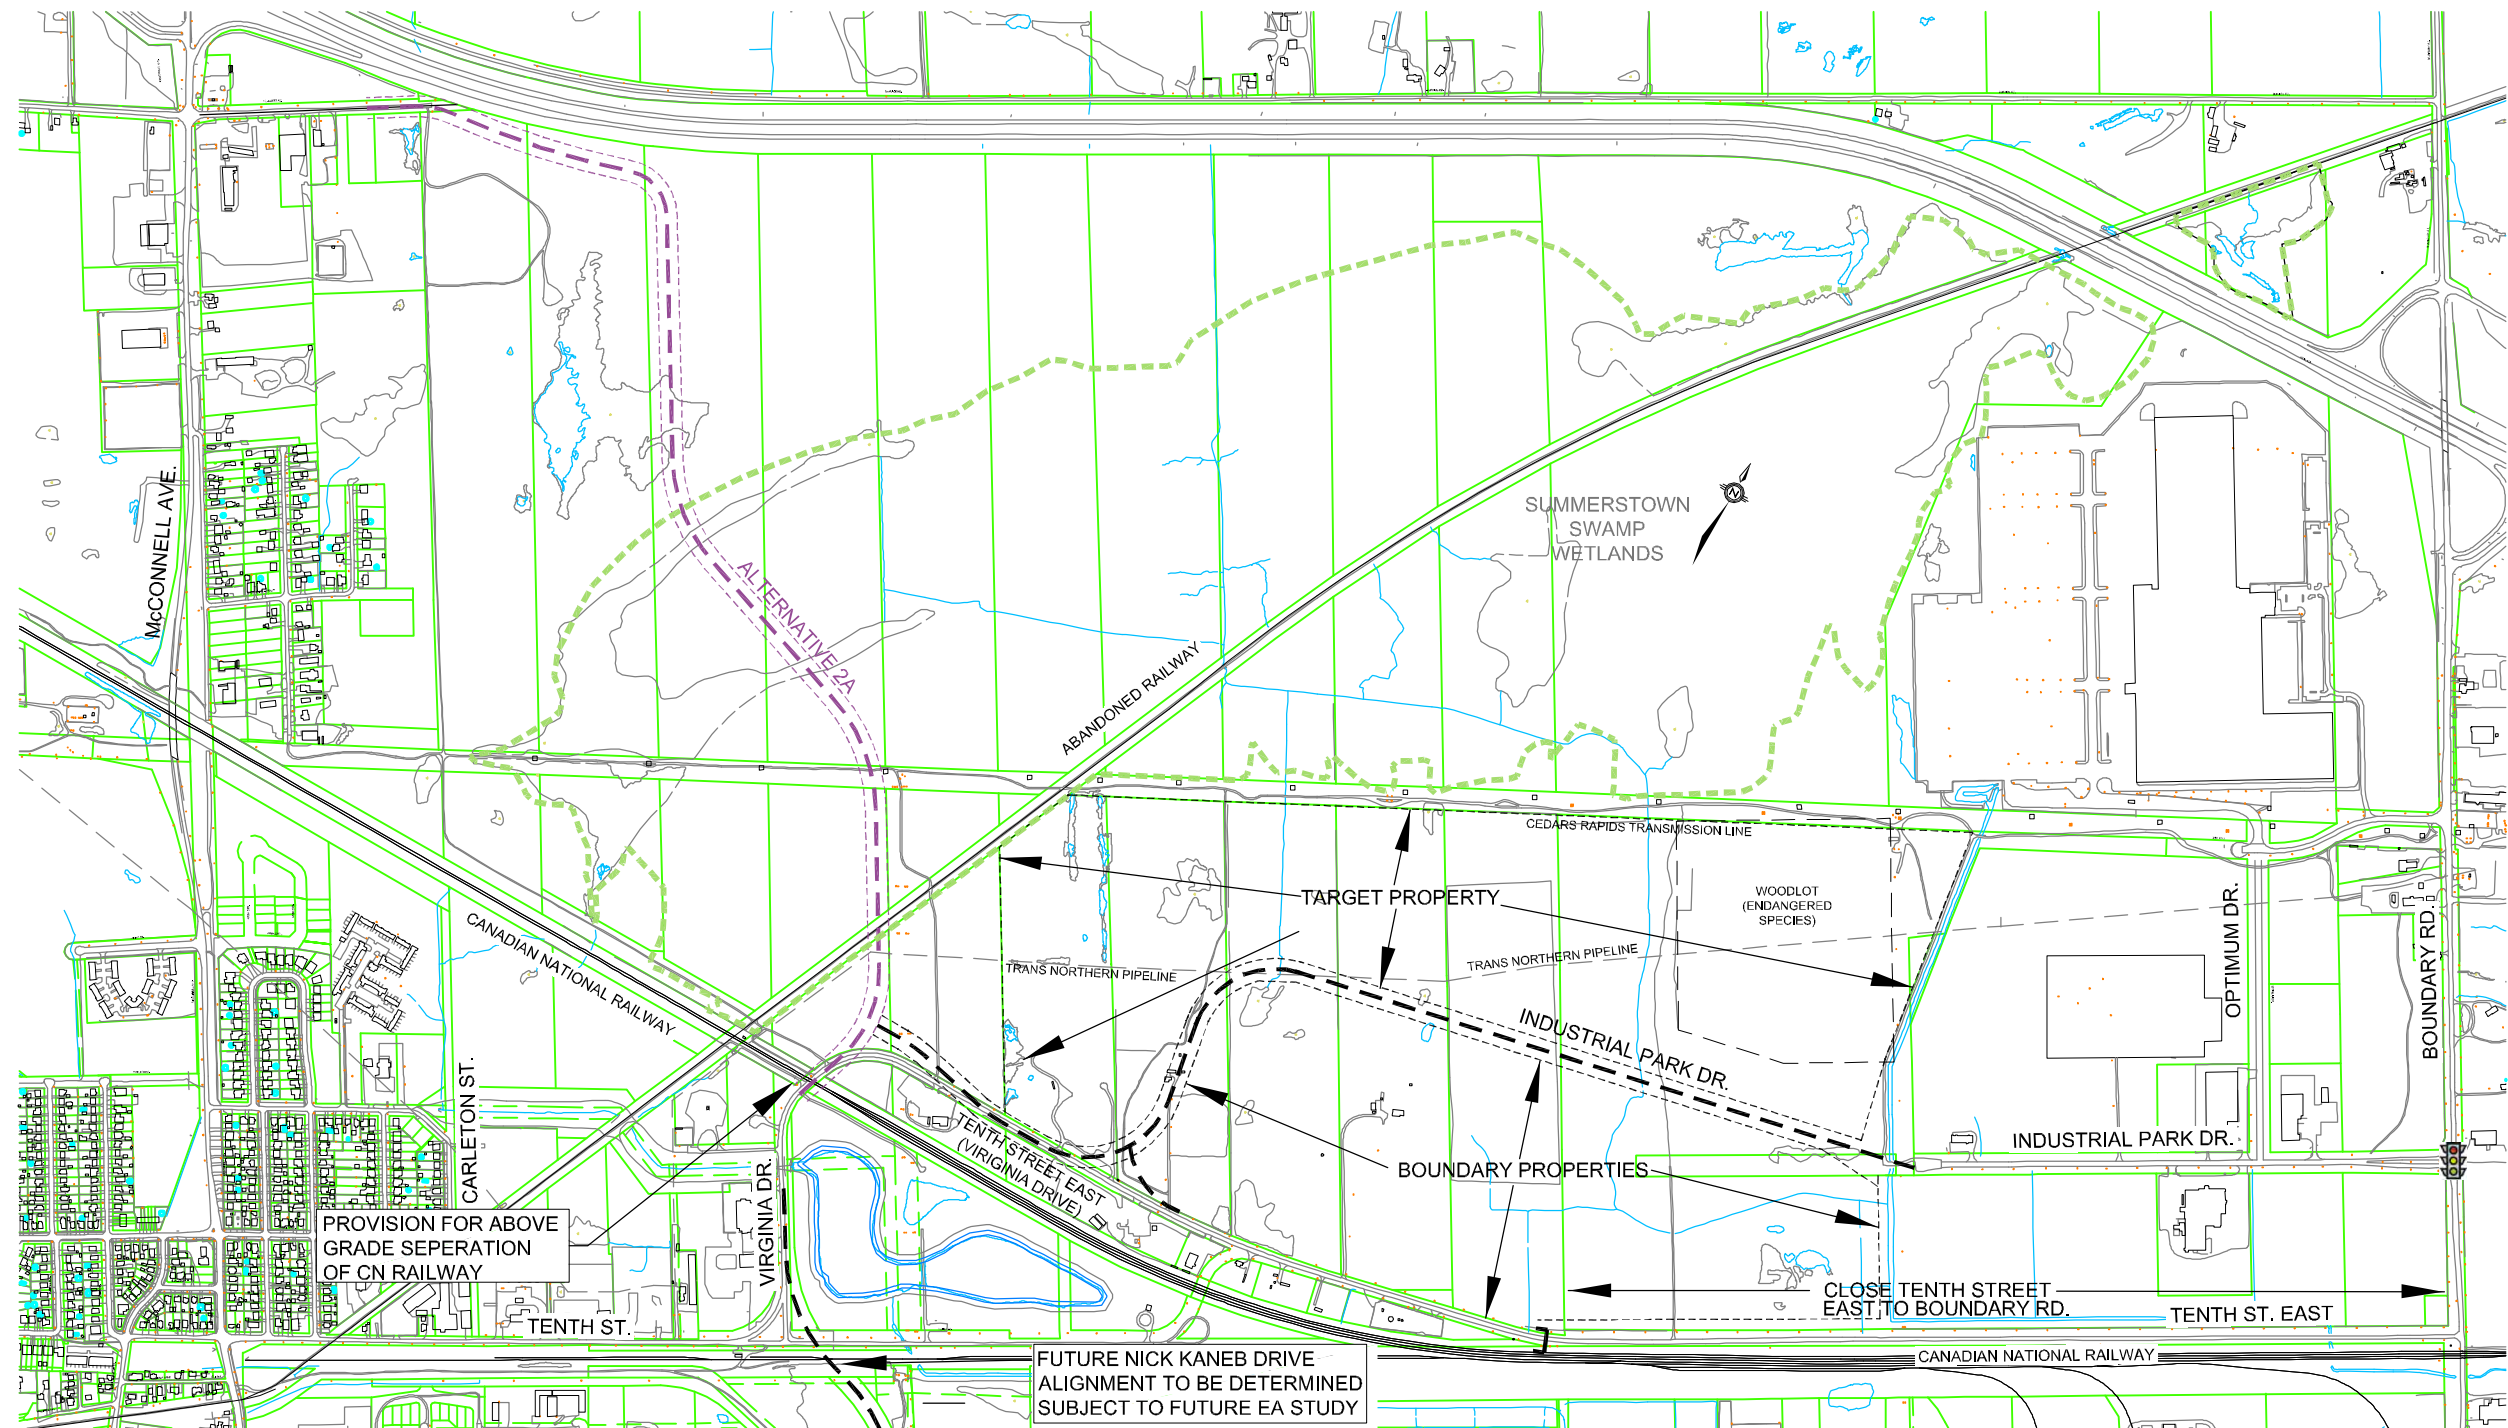 SUMMERSTOWN
SWAMP
WETLANDS
N
McCONNELL AVE.
ALTERNATIVE 2A
ABANDONED RAILWAY
CEDARS RAPIDS TRANSMISSION LINE
TARGET PROPERTY
WOODLOT
(ENDANGERED
SPECIES)
OPTIMUM DR.
BOUNDARY RD.
CANADIAN NATIONAL RAILWAY
TRANS NORTHERN PIPELINE
TRANS NORTHERN PIPELINE
INDUSTRIAL PARK DR.
CARLETON ST.
TENTH STREET EAST
(VIRIGINIA DRIVE)
INDUSTRIAL PARK DR.
BOUNDARY PROPERTIES
VIRGINIA DR.
PROVISION FOR ABOVE
GRADE SEPERATION
OF CN RAILWAY
CLOSE TENTH STREET
EAST TO BOUNDARY RD.
TENTH ST. EAST
TENTH ST.
FUTURE NICK KANEB DRIVE
ALIGNMENT TO BE DETERMINED
SUBJECT TO FUTURE EA STUDY
CANADIAN NATIONAL RAILWAY